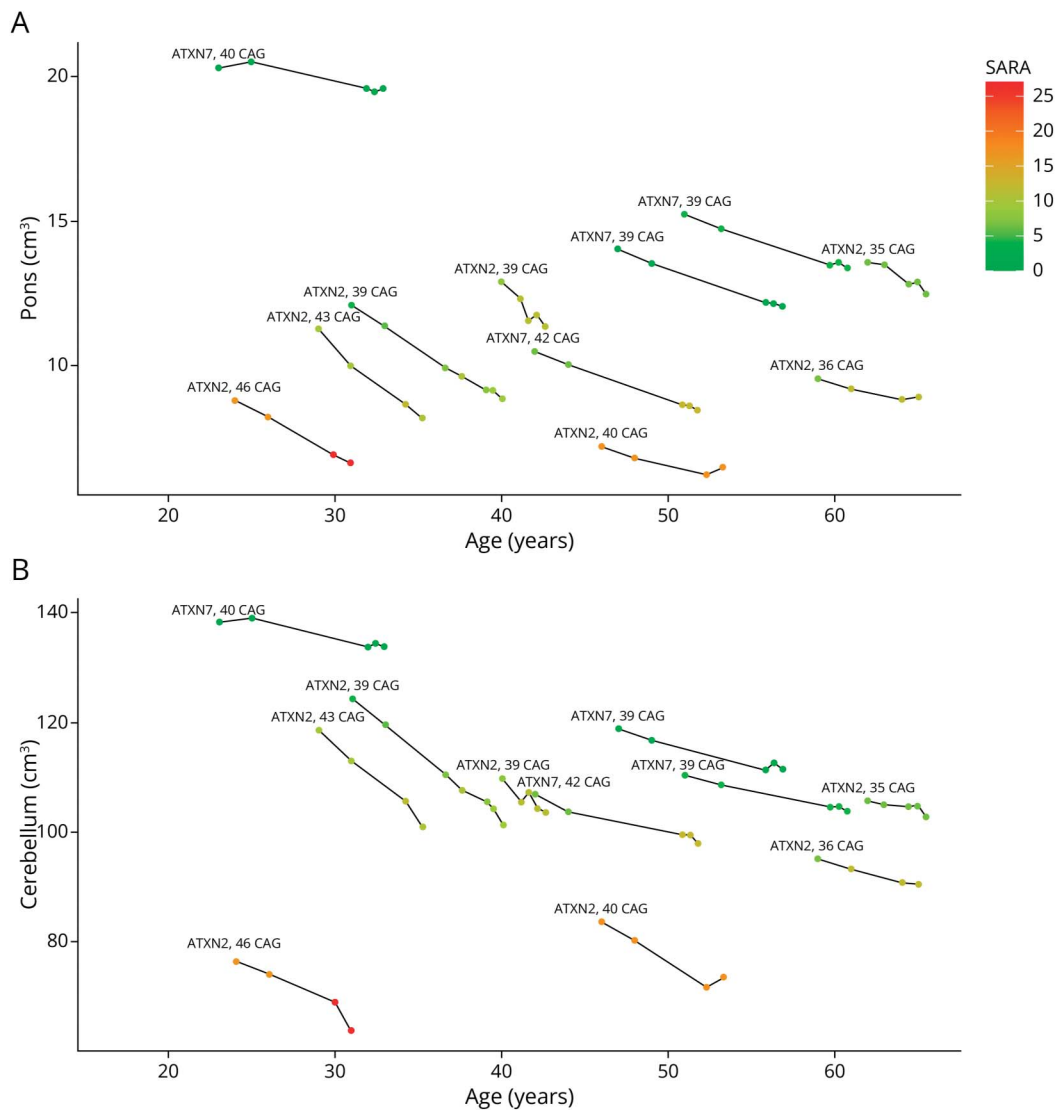 A
ATXN7, 40 CAG
SARA
20
25
20
ATXN7, 39 CAG
15
15
ATXN7, 39 CAG
ATXN2, 35 CAG
10
Pons (cm³)
ATXN2, 39 CAG
5
ATXN2, 39 CAG
0
ATXN2, 43 CAG
ATXN7, 42 CAG
10
ATXN2, 36 CAG
ATXN2, 46 CAG
ATXN2, 40 CAG
20 30 40 50 60
Age (years)
B
140
ATXN7, 40 CAG
ATXN2, 39 CAG
120
ATXN2, 43 CAG
ATXN7, 39 CAG
ATXN2, 39 CAG
ATXN7, 39 CAG
ATXN7, 42 CAG
ATXN2, 35 CAG
Cerebellum (cm³)
100
ATXN2, 36 CAG
ATXN2, 40 CAG
80
ATXN2, 46 CAG
20 30 40 50 60
Age (years)